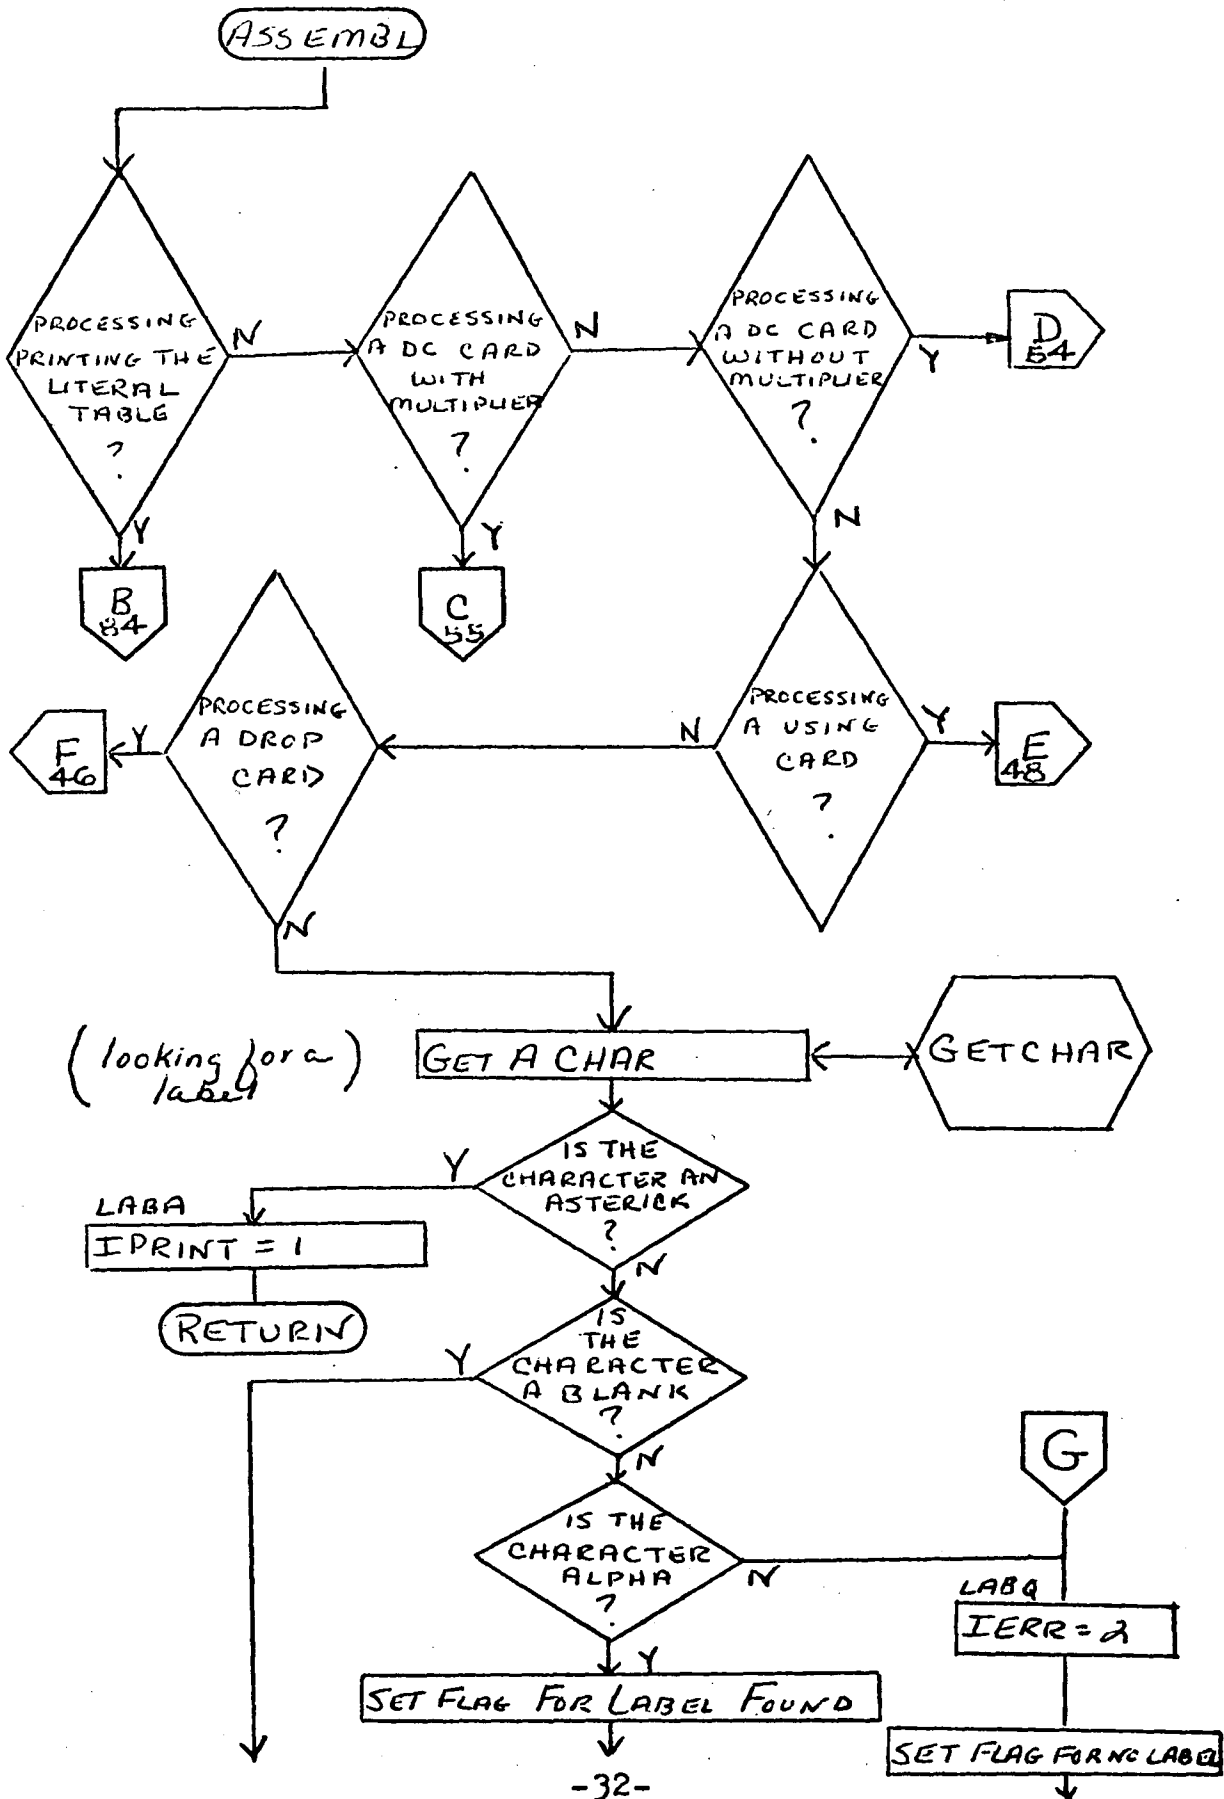 ASSEMBL
PROCESSING
PRINTING THE
LITERAL
TABLE
?
N
Y
B
84
PROCESSING
A DC CARD
WITH
MULTIPLIER
?
N
Y
C
55
PROCESSING
A DC CARD
WITHOUT
MULTIPLIER
?
Y
D
54
N
PROCESSING
A USING
CARD
?
Y
E
48
N
PROCESSING
A DROP
CARD
?
Y
F
46
N
(looking for a
label)
GET A CHAR
GETCHAR
IS THE
CHARACTER AN
ASTERICK
?
Y
LABA
IPRINT = 1
RETURN
N
IS
THE
CHARACTER
A BLANK
?
Y
N
IS THE
CHARACTER
ALPHA
?
N
G
LABQ
IERR = 2
Y
SET FLAG FOR LABEL FOUND
SET FLAG FOR NO LABEL
-32-